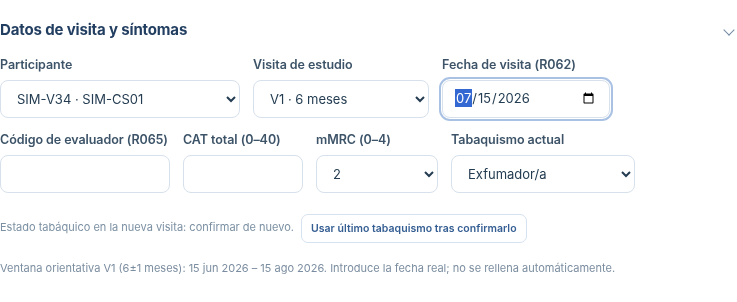 Datos de visita y síntomas
Participante Visita de estudio Fecha de visita (R062)
SIM-V34 · SIM-CS01 V1 · 6 meses 07/15/2026
Código de evaluador (R065) CAT total (0–40) mMRC (0–4) Tabaquismo actual
2 Exfumador/a
Estado tabáquico en la nueva visita: confirmar de nuevo. Usar último tabaquismo tras confirmarlo
Ventana orientativa V1 (6±1 meses): 15 jun 2026 – 15 ago 2026. Introduce la fecha real; no se rellena automáticamente.